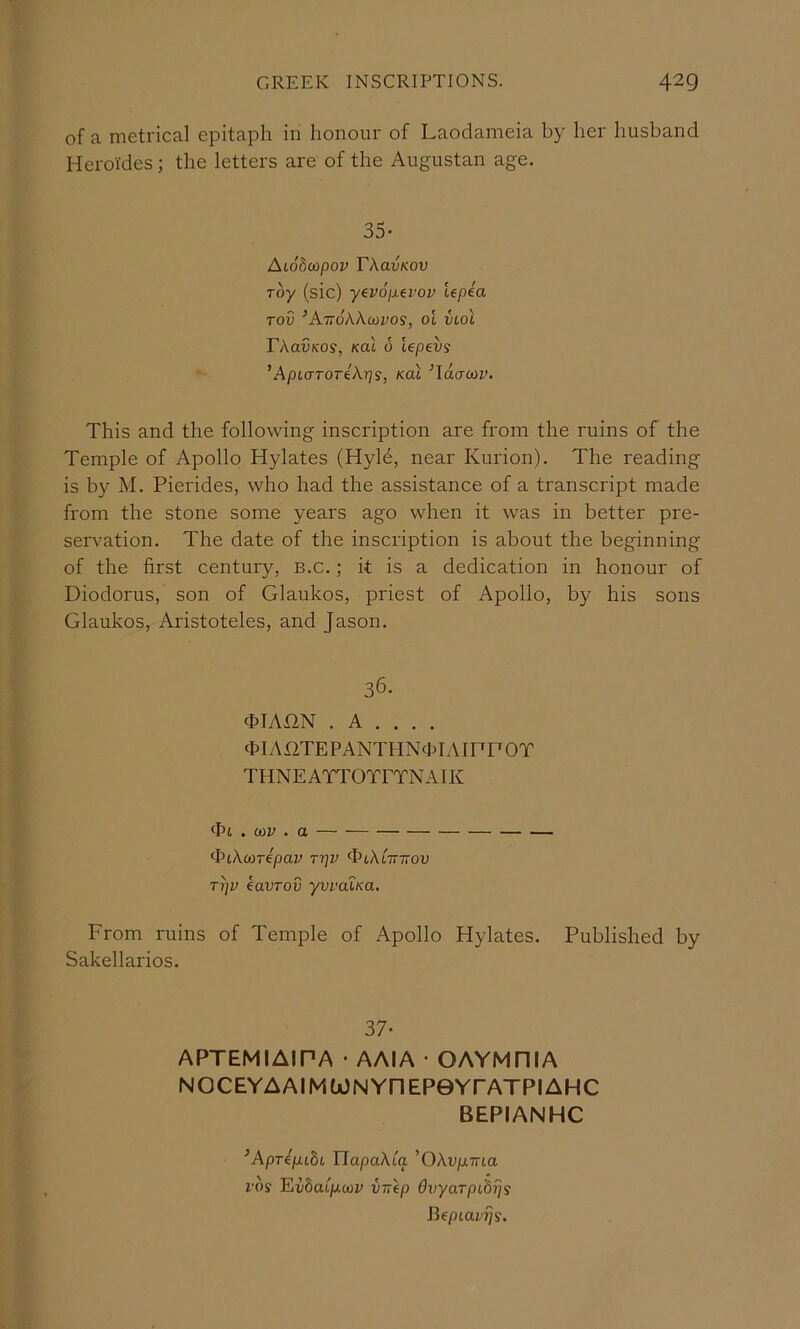 GREEK INSCRIPTIONS. 429
of a metrical epitaph in honour of Laodameia by her husband
Heroïdes; the letters are of the Augustan age.
35.
Διόδωρον Γλαύκου
τὸγ (sic) γενόμενον ἱερέα
τοῦ Ἀπόλλωνος, οἱ υἱοὶ
Γλαῦκος, καὶ ὁ ἱερεὺς
Ἀριστοτέλης, καὶ Ἰάσων.
This and the following inscription are from the ruins of the
Temple of Apollo Hylates (Hylé, near Kurion). The reading
is by M. Pierides, who had the assistance of a transcript made
from the stone some years ago when it was in better pre-
servation. The date of the inscription is about the beginning
of the first century, B.C.; it is a dedication in honour of
Diodorus, son of Glaukos, priest of Apollo, by his sons
Glaukos, Aristoteles, and Jason.
36.
ΦΙΛΩΝ . Α . . . .
ΦΙΛΩΤΕΡΑΝΤΗΝΦΙΛΙΠΠΟΥ
ΤΗΝΕΑΥΤΟΥΓΥΝΑΙΚ
Φι . ων . α — — — — — — — —
Φιλωτέραν τὴν Φιλίππου
τὴν ἑαυτοῦ γυναῖκα.
From ruins of Temple of Apollo Hylates. Published by
Sakellarios.
37.
ΑΡΤΕΜΙΔΙΠΑ · ΑΛΙΑ · ΟΛΥΜΠΙΑ
ΝΟCΕΥΔΑΙΜωΝΥΠΕΡΘΥΓΑΤΡΙΔΗC
ΒΕΡΙΑΝΗC
Ἀρτέμιδι Παραλίᾳ Ὀλυμπια
νὸς Εὐδαίμων ὑπὲρ θυγατριδῆς
Βεριανῆς.